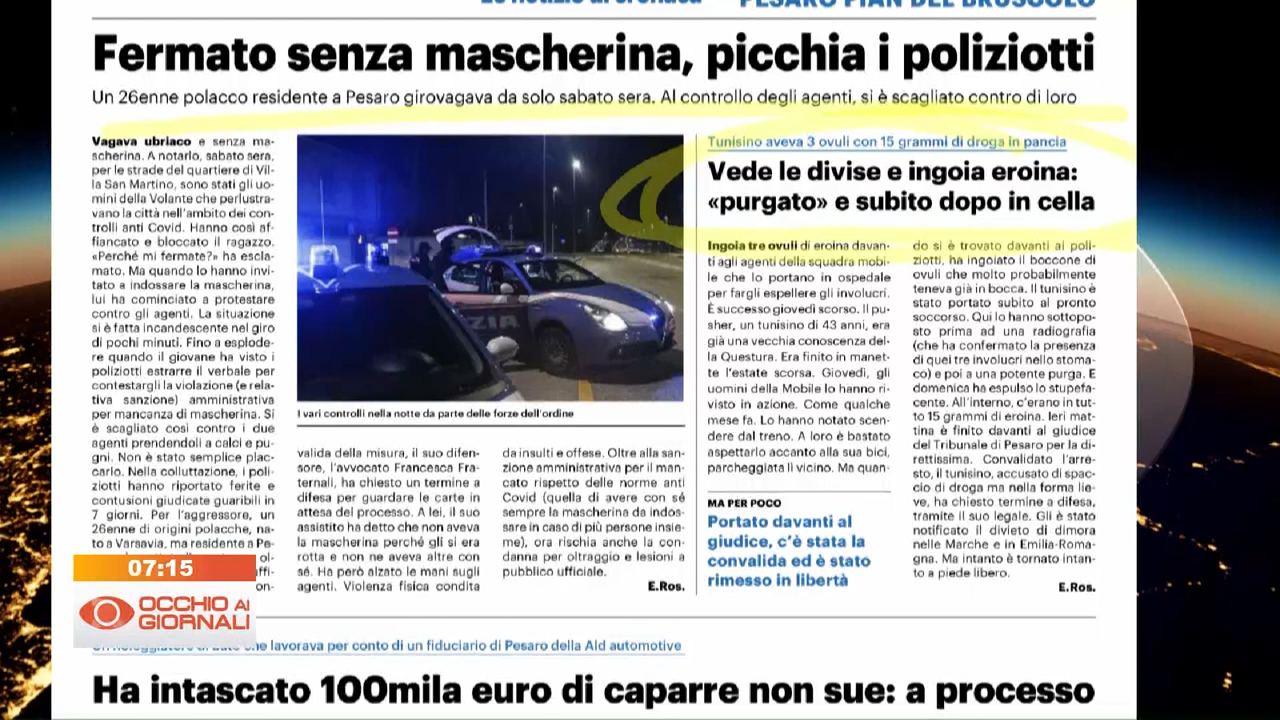 PESARO PIAN DEL BRUSCOLO
Fermato senza mascherina, picchia i poliziotti
Un 26enne polacco residente a Pesaro girovagava da solo sabato sera. Al controllo degli agenti, si è scagliato contro di loro
Vagava ubriaco e senza ma-
scherina. A notarlo, sabato sera,
per le strade del quartiere di Vil-
la San Martino, sono stati gli uo-
mini della Volante che perlustra-
vano la città nell'ambito dei con-
trolli anti Covid. Hanno così af-
fiancato e bloccato il ragazzo.
«Perché mi fermate?» ha escla-
mato. Ma quando lo hanno invi-
tato a indossare la mascherina,
lui ha cominciato a protestare
contro gli agenti. La situazione
si è fatta incandescente nel giro
di pochi minuti. Fino a esplode-
re quando il giovane ha visto i
poliziotti estrarre il verbale per
contestargli la violazione (e rela-
tiva sanzione) amministrativa
per mancanza di mascherina. Si
è scagliato così contro i due
agenti prendendoli a calci e pu-
gni. Non è stato semplice plac-
carlo. Nella colluttazione, i poli-
ziotti hanno riportato ferite e
contusioni giudicate guaribili in
7 giorni. Per l'aggressore, un
26enne di origini polacche, na-
to a Varsavia, ma residente a Pe-
I vari controlli nella notte da parte delle forze dell'ordine
valida della misura, il suo difen-
sore, l'avvocato Francesca Fra-
ternali, ha chiesto un termine a
difesa per guardare le carte in
attesa del processo. A lei, il suo
assistito ha detto che non aveva
la mascherina perché gli si era
rotta e non ne aveva altre con
sé. Ha però alzato le mani sugli
agenti. Violenza fisica condita
da insulti e offese. Oltre alla san-
zione amministrativa per il man-
cato rispetto delle norme anti
Covid (quella di avere con sé
sempre la mascherina da indos-
sare in caso di più persone insie-
me), ora rischia anche la con-
danna per oltraggio e lesioni a
pubblico ufficiale.
E.Ros.
Tunisino aveva 3 ovuli con 15 grammi di droga in pancia
Vede le divise e ingoia eroina:
«purgato» e subito dopo in cella
Ingoia tre ovuli di eroina davan-
ti agli agenti della squadra mobi-
le che lo portano in ospedale
per fargli espellere gli involucri.
È successo giovedì scorso. Il pu-
sher, un tunisino di 43 anni, era
già una vecchia conoscenza del-
la Questura. Era finito in manet-
te l'estate scorsa. Giovedì, gli
uomini della Mobile lo hanno ri-
visto in azione. Come qualche
mese fa. Lo hanno notato scen-
dere dal treno. A loro è bastato
aspettarlo accanto alla sua bici,
parcheggiata lì vicino. Ma quan-
MA PER POCO
Portato davanti al
giudice, c'è stata la
convalida ed è stato
rimesso in libertà
do si è trovato davanti ai poli-
ziotti, ha ingoiato il boccone di
ovuli che molto probabilmente
teneva già in bocca. Il tunisino è
stato portato subito al pronto
soccorso. Qui lo hanno sottopo-
sto prima ad una radiografia
(che ha confermato la presenza
di quei tre involucri nello stoma-
co) e poi a una potente purga. E
domenica ha espulso lo stupefa-
cente. All'interno, c'erano in tut-
to 15 grammi di eroina. Ieri mat-
tina è finito davanti al giudice
del Tribunale di Pesaro per la di-
rettissima. Convalidato l'arre-
sto, il tunisino, accusato di spac-
cio di droga ma nella forma lie-
ve, ha chiesto termine a difesa,
tramite il suo legale. Gli è stato
notificato il divieto di dimora
nelle Marche e in Emilia-Roma-
gna. Ma intanto è tornato intan-
to a piede libero.
E.Ros.
07:15
OCCHIO AI
GIORNALI
che lavorava per conto di un fiduciario di Pesaro della Ald automotive
Ha intascato 100mila euro di caparre non sue: a processo